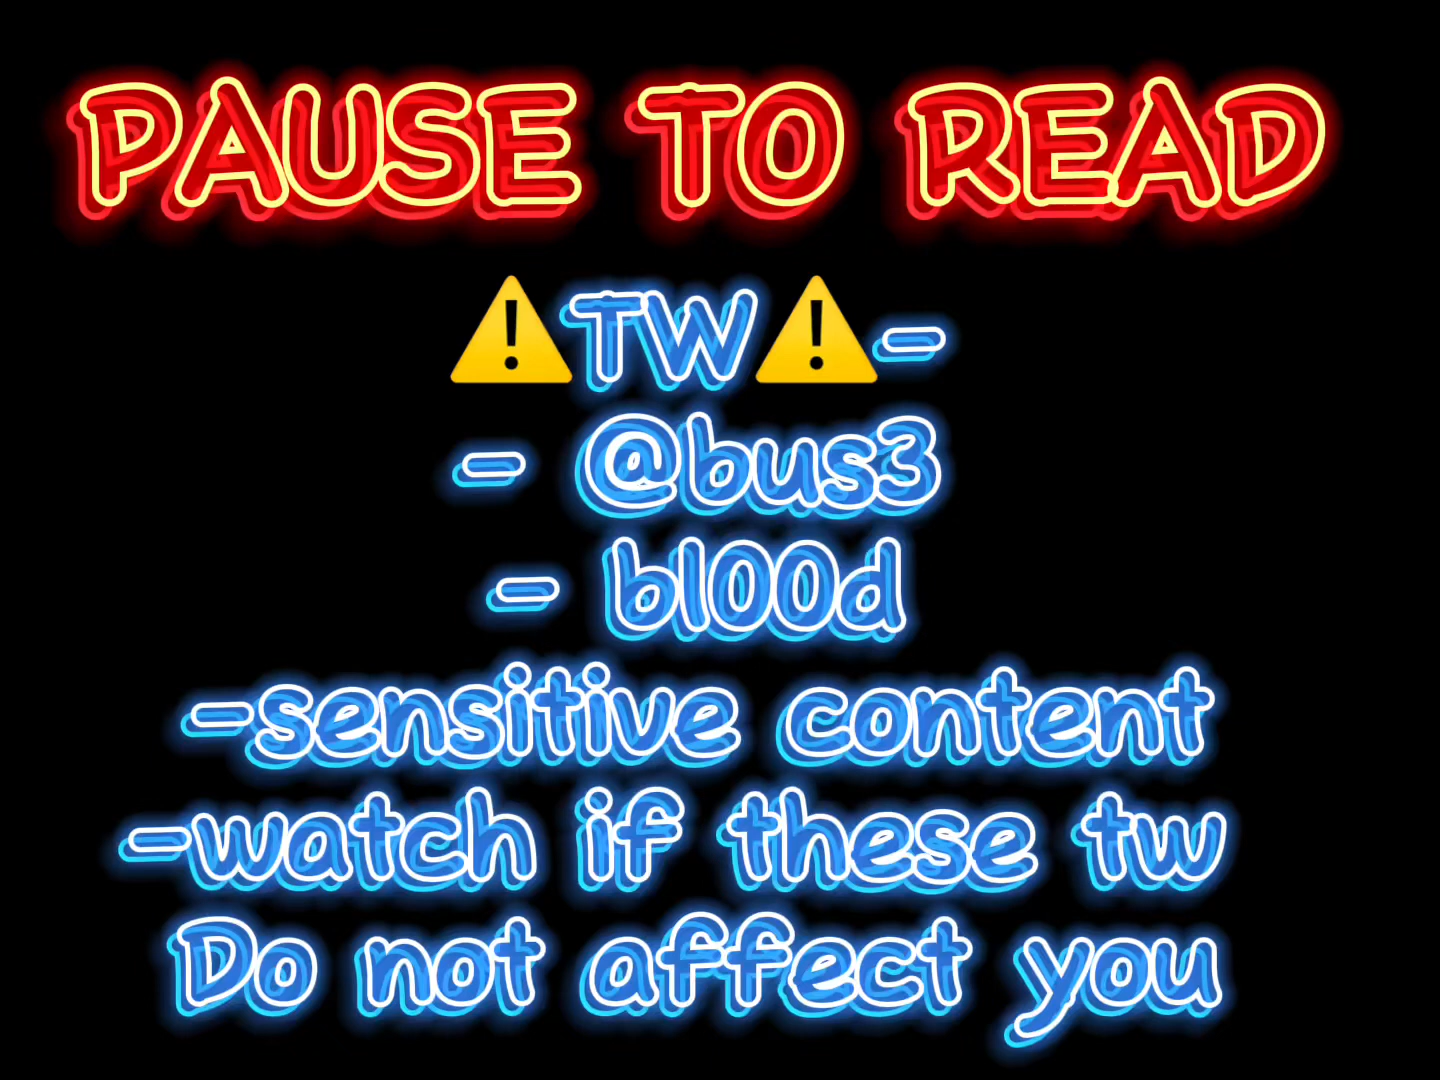 PAUSE TO READ
⚠️TW⚠️-
- @bus3
- bl00d
-sensitive content
-watch if these tw
Do not affect you